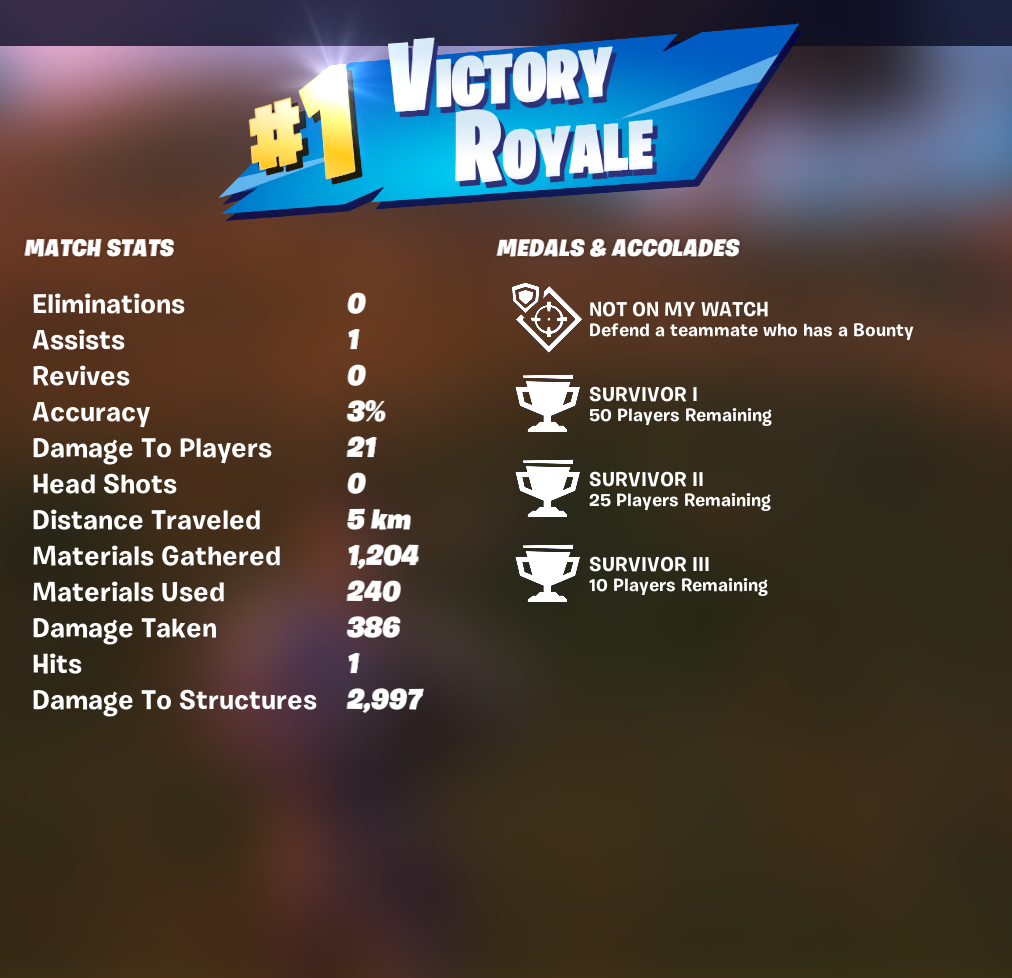 #1 VICTORY
ROYALE
MATCH STATS
Eliminations 0
Assists 1
Revives 0
Accuracy 3%
Damage To Players 21
Head Shots 0
Distance Traveled 5 km
Materials Gathered 1,204
Materials Used 240
Damage Taken 386
Hits 1
Damage To Structures 2,997
MEDALS & ACCOLADES
NOT ON MY WATCH
Defend a teammate who has a Bounty
SURVIVOR I
50 Players Remaining
SURVIVOR II
25 Players Remaining
SURVIVOR III
10 Players Remaining